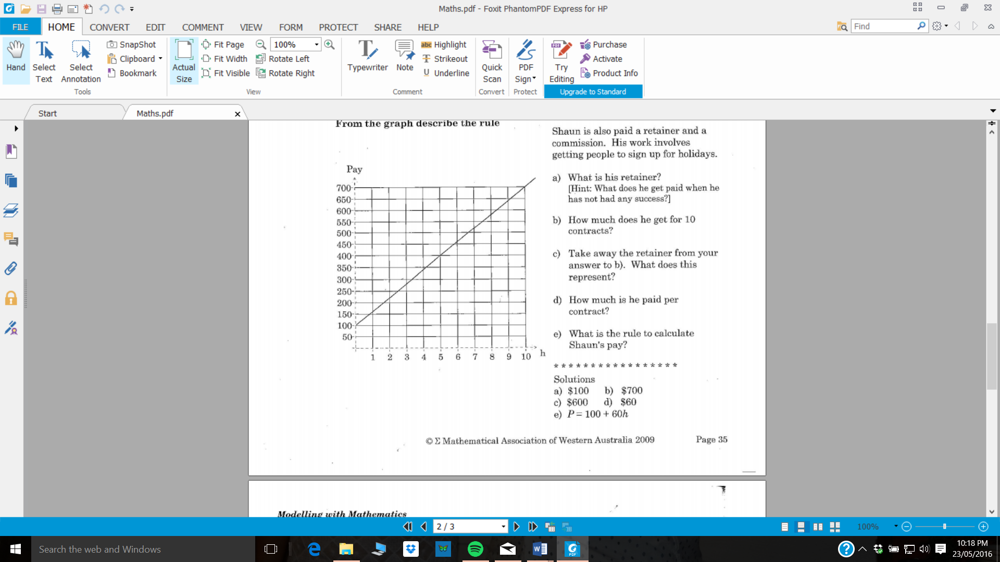 Maths.pdf - Foxit PhantomPDF Express for HP
FILE HOME CONVERT EDIT COMMENT VIEW FORM PROTECT SHARE HELP Find
Hand
Select Text
Select Annotation
SnapShot
Clipboard
Bookmark
Tools
Actual Size
Fit Page
Fit Width
Fit Visible
100%
Rotate Left
Rotate Right
View
Typewriter
Note
abc Highlight
T Strikeout
U Underline
Comment
Quick Scan
Convert
PDF Sign
Protect
PDF
Try Editing
Purchase
Activate
Product Info
Upgrade to Standard
Start Maths.pdf
From the graph describe the rule
Pay
700
650
600
550
500
450
400
350
300
250
200
150
100
50
1 2 3 4 5 6 7 8 9 10 h
Shaun is also paid a retainer and a
commission. His work involves
getting people to sign up for holidays.
a) What is his retainer?
[Hint: What does he get paid when he
has not had any success?]
b) How much does he get for 10
contracts?
c) Take away the retainer from your
answer to b). What does this
represent?
d) How much is he paid per
contract?
e) What is the rule to calculate
Shaun's pay?
* * * * * * * * * * * * * * * * *
Solutions
a) $100 b) $700
c) $600 d) $60
e) P = 100 + 60h
© Σ Mathematical Association of Western Australia 2009 Page 35
Modelling with Mathematics
2 / 3 100%
Search the web and Windows
10:18 PM
23/05/2016